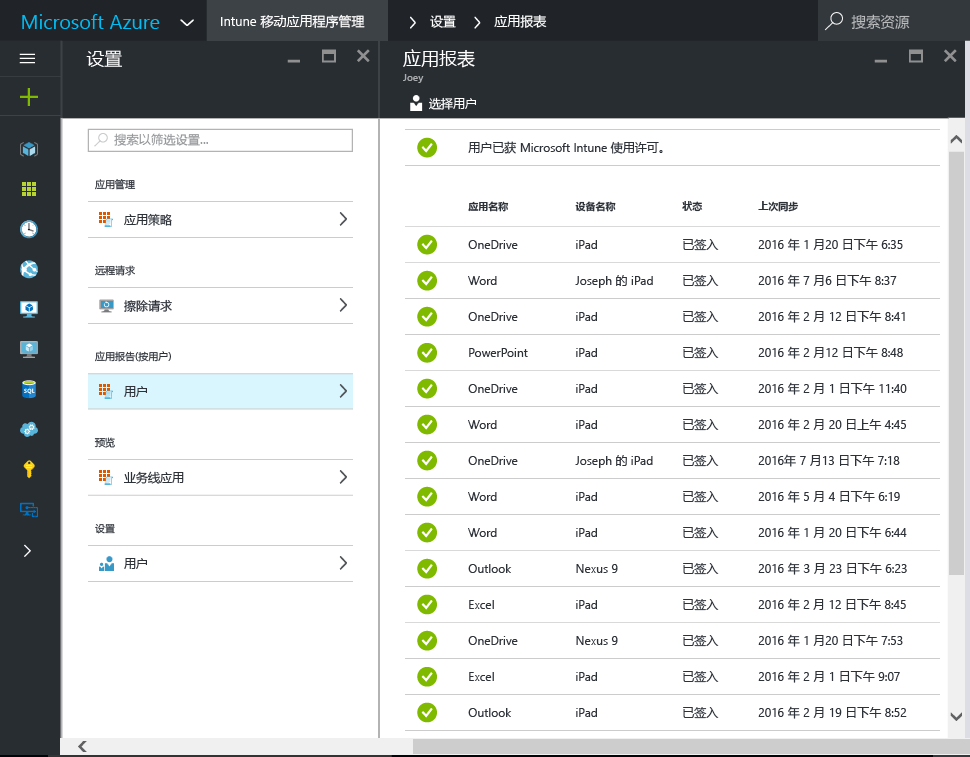 Microsoft Azure Intune 移动应用程序管理 设置 应用报表 搜索资源
设置
搜索以筛选设置...
应用管理
应用策略
远程请求
擦除请求
应用报告(按用户)
用户
预览
业务线应用
设置
用户
应用报表
Joey
选择用户
用户已获 Microsoft Intune 使用许可。
应用名称 设备名称 状态 上次同步
OneDrive iPad 已签入 2016 年 1 月20 日下午 6:35
Word Joseph 的 iPad 已签入 2016 年 7 月6 日下午 8:37
OneDrive iPad 已签入 2016 年 2 月 12 日下午 8:41
PowerPoint iPad 已签入 2016 年 2 月12 日下午 8:48
OneDrive iPad 已签入 2016 年 2 月 1 日下午 11:40
Word iPad 已签入 2016 年 2 月 20 日上午 4:45
OneDrive Joseph 的 iPad 已签入 2016年 7 月13 日下午 7:18
Word iPad 已签入 2016 年 5 月 4 日下午 6:19
Word iPad 已签入 2016 年 1 月 20 日下午 6:44
Outlook Nexus 9 已签入 2016 年 3 月 23 日下午 6:23
Excel iPad 已签入 2016 年 2 月 12 日下午 8:45
OneDrive Nexus 9 已签入 2016 年 1 月20 日下午 7:53
Excel iPad 已签入 2016 年 2 月 1 日下午 9:07
Outlook iPad 已签入 2016 年 2 月 19 日下午 8:52
SQL